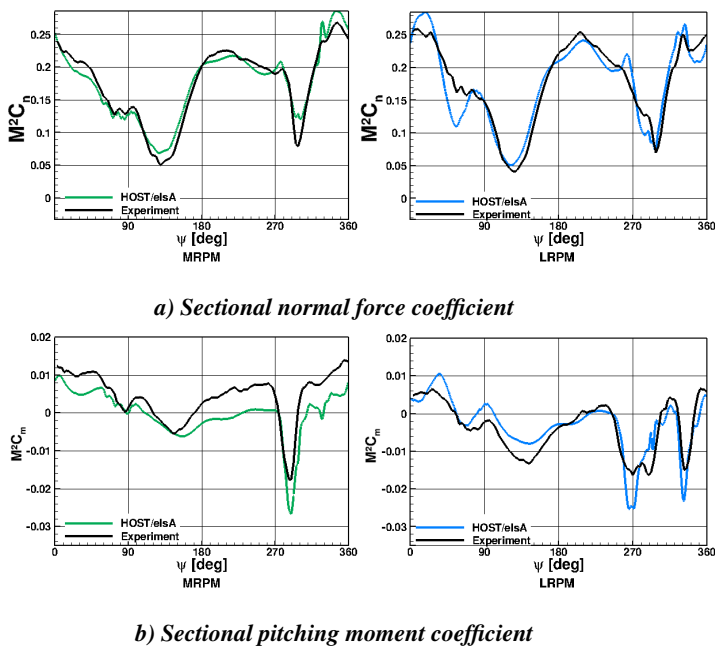 M²Cn
0.25
0.2
0.15
0.1
0.05
0
HOST/elsA
Experiment
0 90 180 270 360
ψ [deg]
MRPM
M²Cn
0.25
0.2
0.15
0.1
0.05
0
HOST/elsA
Experiment
0 90 180 270 360
ψ [deg]
LRPM
a) Sectional normal force coefficient
M²Cm
0.02
0.01
0
-0.01
-0.02
-0.03
HOST/elsA
Experiment
0 90 180 270 360
ψ [deg]
MRPM
M²Cm
0.02
0.01
0
-0.01
-0.02
-0.03
HOST/elsA
Experiment
0 90 180 270 360
ψ [deg]
LRPM
b) Sectional pitching moment coefficient